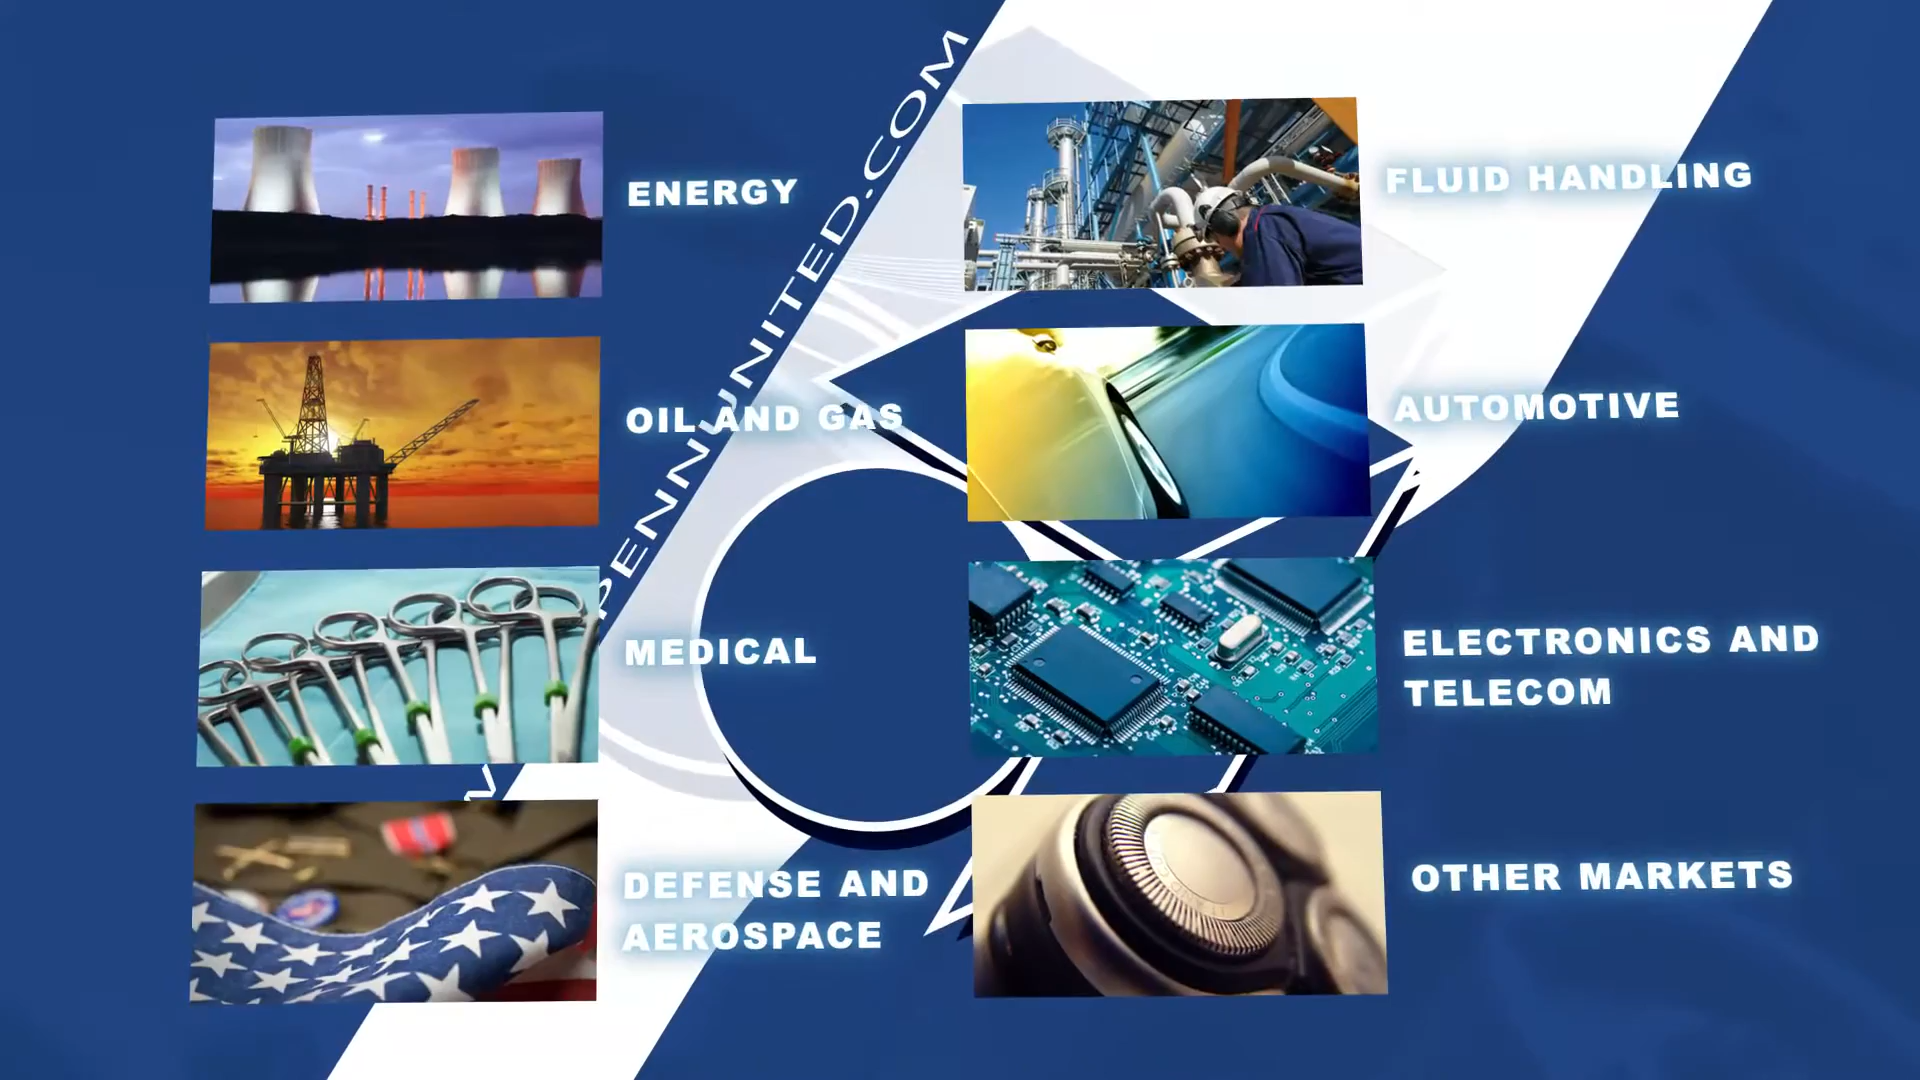 ENERGY
OIL AND GAS
MEDICAL
DEFENSE AND
AEROSPACE
FLUID HANDLING
AUTOMOTIVE
ELECTRONICS AND
TELECOM
OTHER MARKETS
PENNUNITED.COM